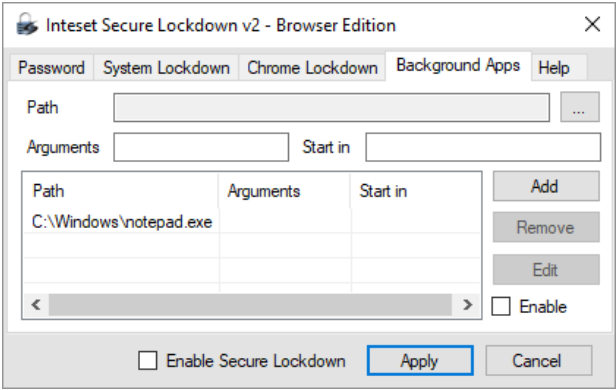 Inteset Secure Lockdown v2 - Browser Edition
Password System Lockdown Chrome Lockdown Background Apps Help
Path ...
Arguments Start in
Path Arguments Start in Add
C:\Windows\notepad.exe Remove
Edit
Enable
Enable Secure Lockdown Apply Cancel